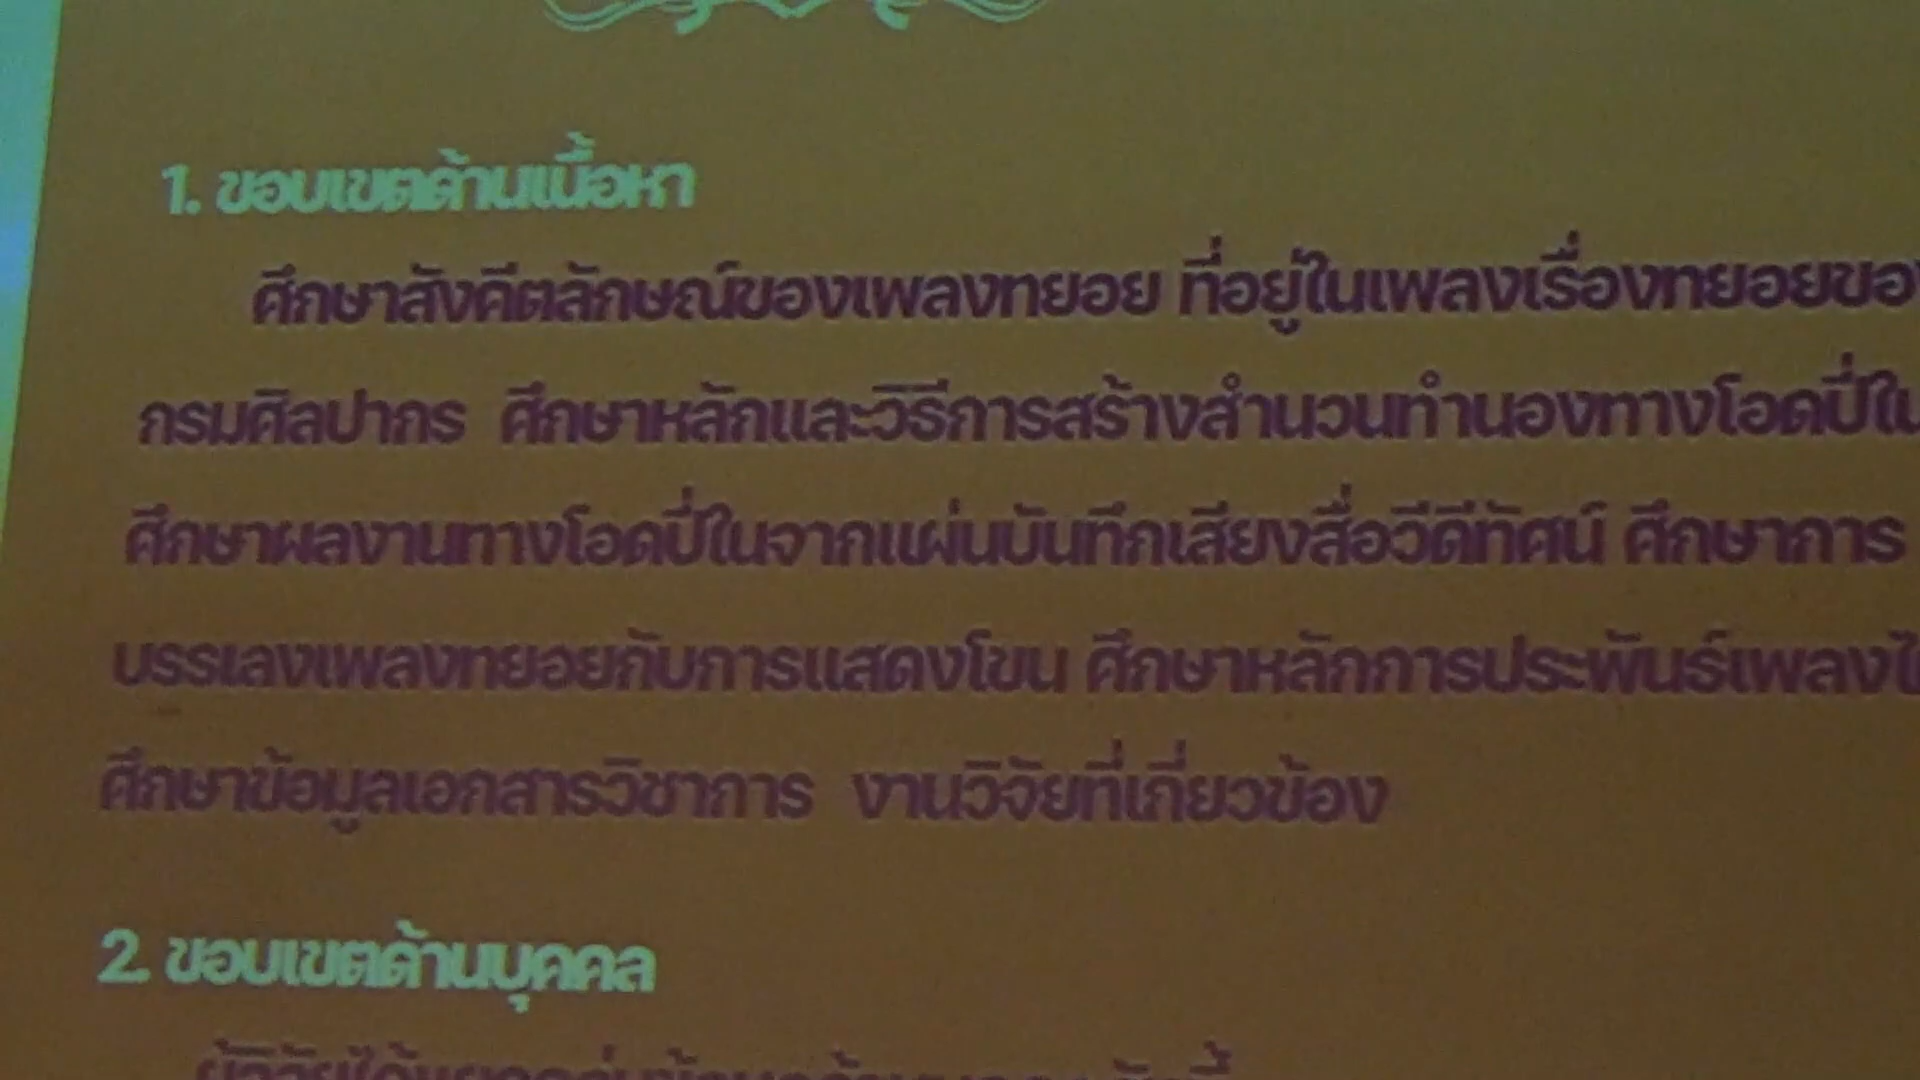 1. ขอบเขตด้านเนื้อหา
ศึกษาสังคีตลักษณ์ของเพลงทยอย ที่อยู่ในเพลงเรื่องทยอยของ
กรมศิลปากร ศึกษาหลักและวิธีการสร้างสำนวนทำนองทางโอดปี่ใน
ศึกษาผลงานทางโอดปี่ในจากแผ่นบันทึกเสียงสื่อวีดีทัศน์ ศึกษาการ
บรรเลงเพลงทยอยกับการแสดงโขน ศึกษาหลักการประพันธ์เพลง
ศึกษาข้อมูลเอกสารวิชาการ งานวิจัยที่เกี่ยวข้อง
2. ขอบเขตด้านบุคคล